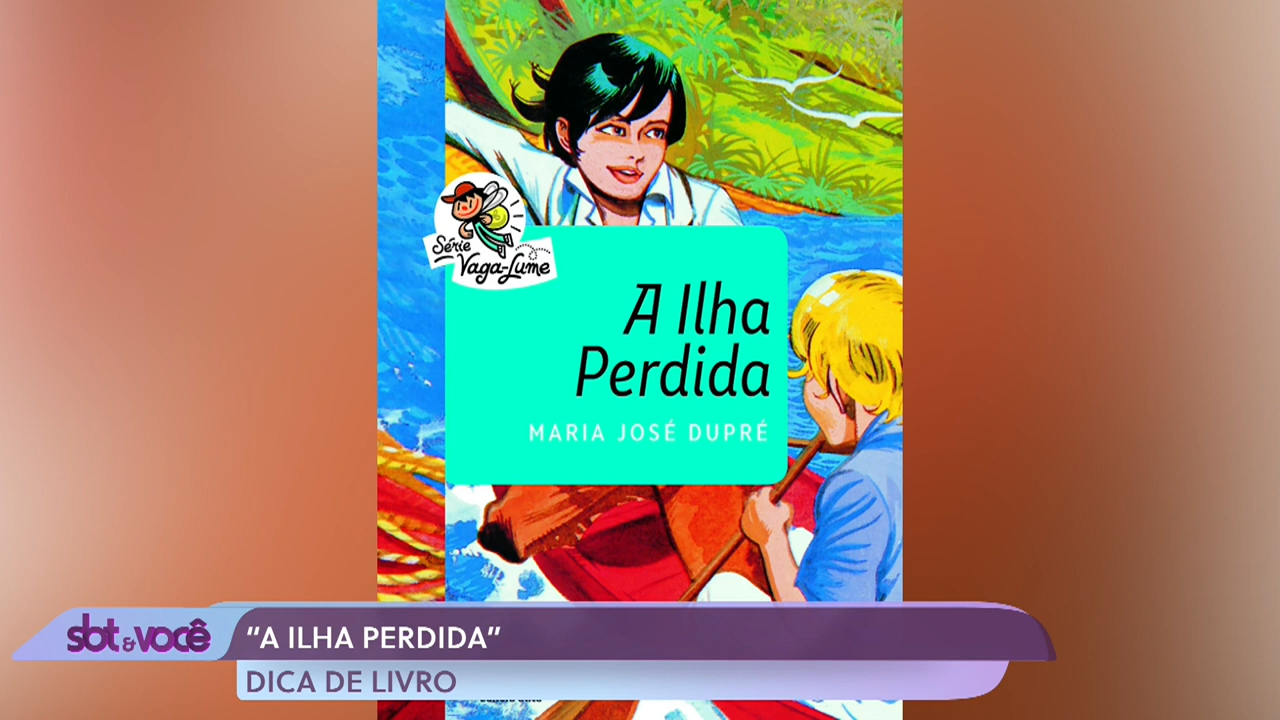 Série
Vaga-Lume
A Ilha
Perdida
MARIA JOSÉ DUPRÉ
sbt&você
“A ILHA PERDIDA”
DICA DE LIVRO